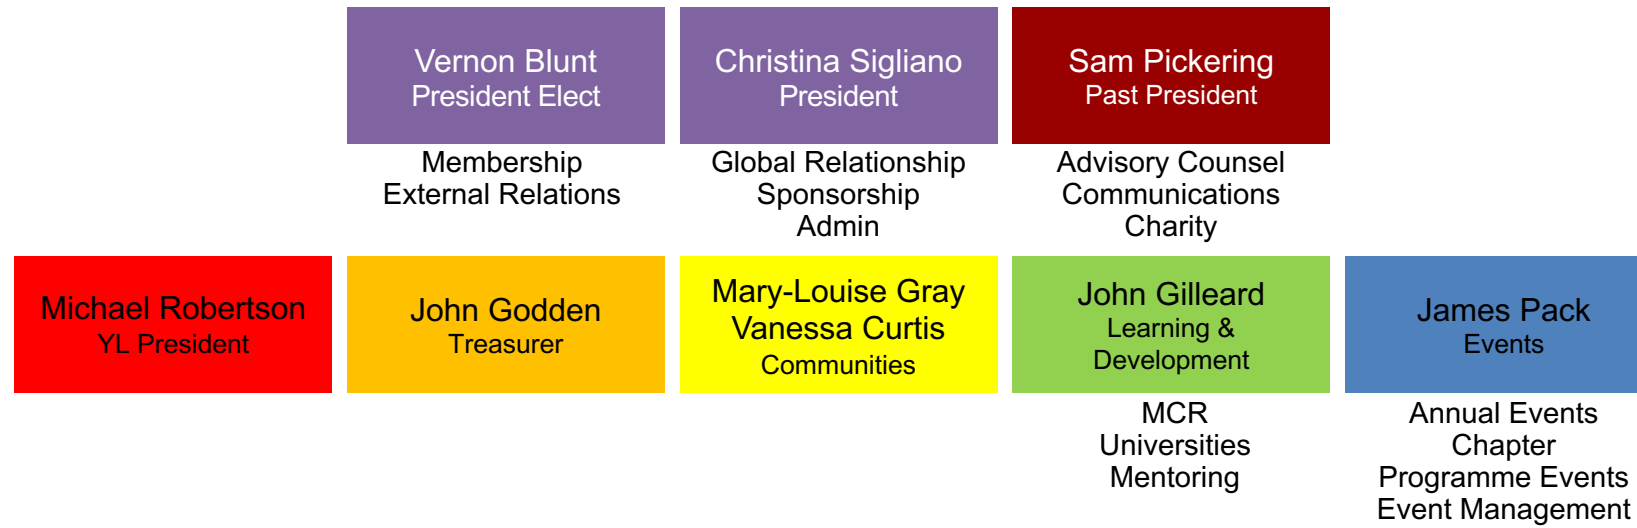 Vernon Blunt
President Elect
Membership
External Relations
Christina Sigliano
President
Global Relationship
Sponsorship
Admin
Sam Pickering
Past President
Advisory Counsel
Communications
Charity
Michael Robertson
YL President
John Godden
Treasurer
Mary-Louise Gray
Vanessa Curtis
Communities
John Gilleard
Learning &
Development
MCR
Universities
Mentoring
James Pack
Events
Annual Events
Chapter
Programme Events
Event Management